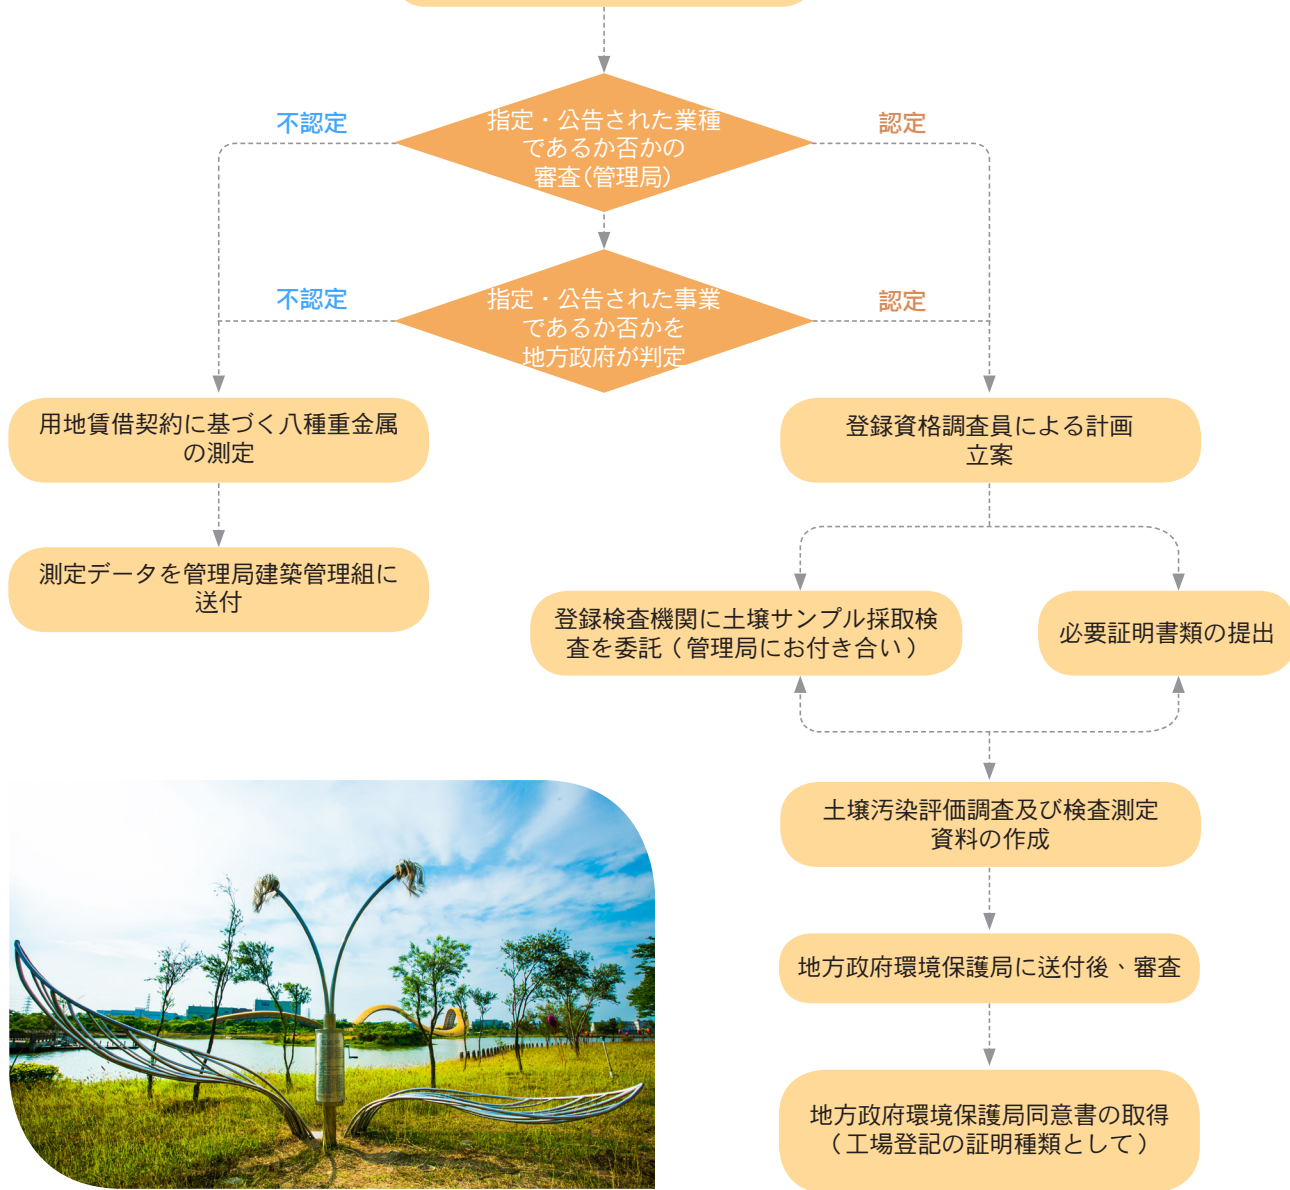 不認定
指定・公告された業種
であるか否かの
審査(管理局)
認定
不認定
指定・公告された事業
であるか否かを
地方政府が判定
認定
用地賃借契約に基づく八種重金属
の測定
登録資格調査員による計画
立案
測定データを管理局建築管理組に
送付
登録検査機関に土壌サンプル採取検
査を委託（管理局にお付き合い）
必要証明書類の提出
土壌汚染評価調査及び検査測定
資料の作成
地方政府環境保護局に送付後、審査
地方政府環境保護局同意書の取得
（工場登記の証明種類として）